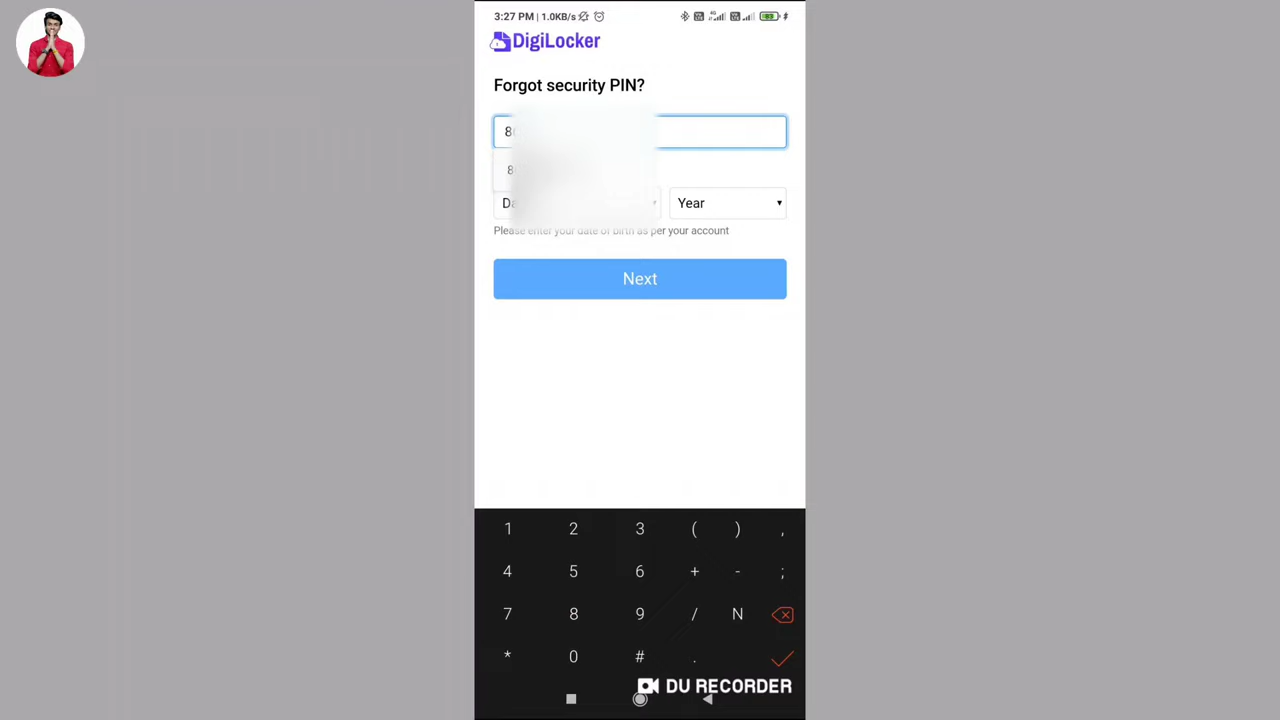 3:27 PM | 1.0KB/s
DigiLocker
Forgot security PIN?
8
8
Year
Please enter your date of birth as per your account
Next
1 2 3 ( ) ,
4 5 6 + - ;
7 8 9 / N
* 0 # .
DU RECORDER